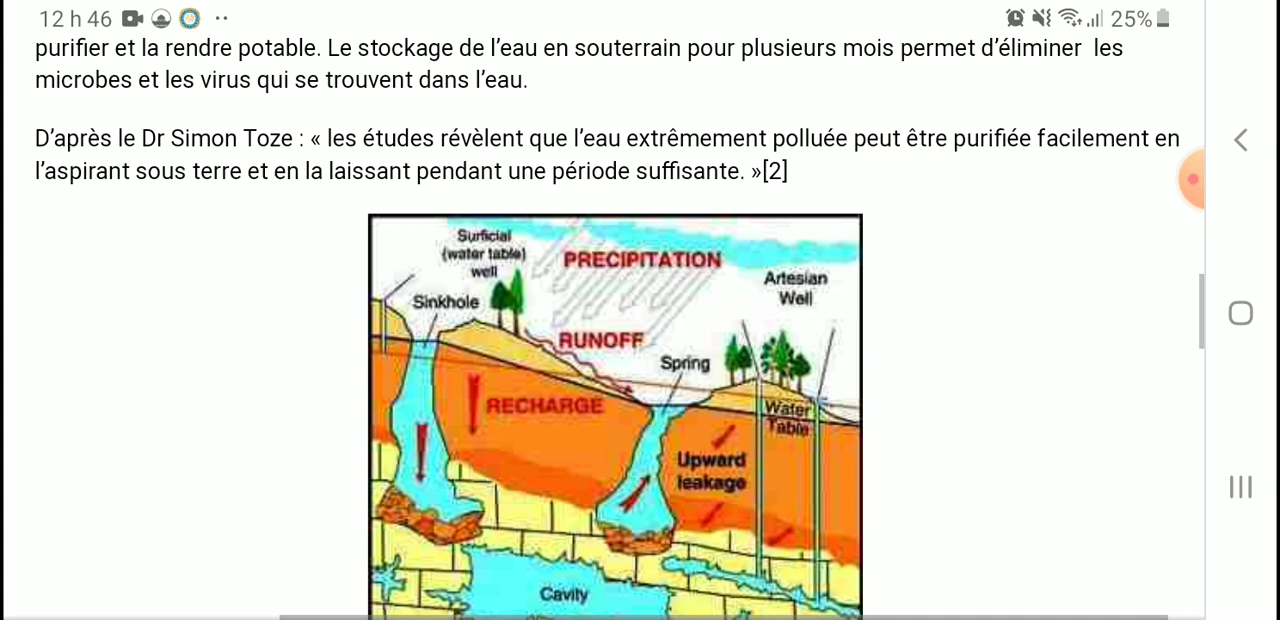 12 h 46
25%
purifier et la rendre potable. Le stockage de l'eau en souterrain pour plusieurs mois permet d'éliminer  les
microbes et les virus qui se trouvent dans l'eau.
D'après le Dr Simon Toze : « les études révèlent que l'eau extrêmement polluée peut être purifiée facilement en
l'aspirant sous terre et en la laissant pendant une période suffisante. »[2]
Surficial
(water table)
well
PRECIPITATION
Artesian
Well
Sinkhole
RUNOFF
Spring
RECHARGE
Water
Table
Upward
leakage
Cavity